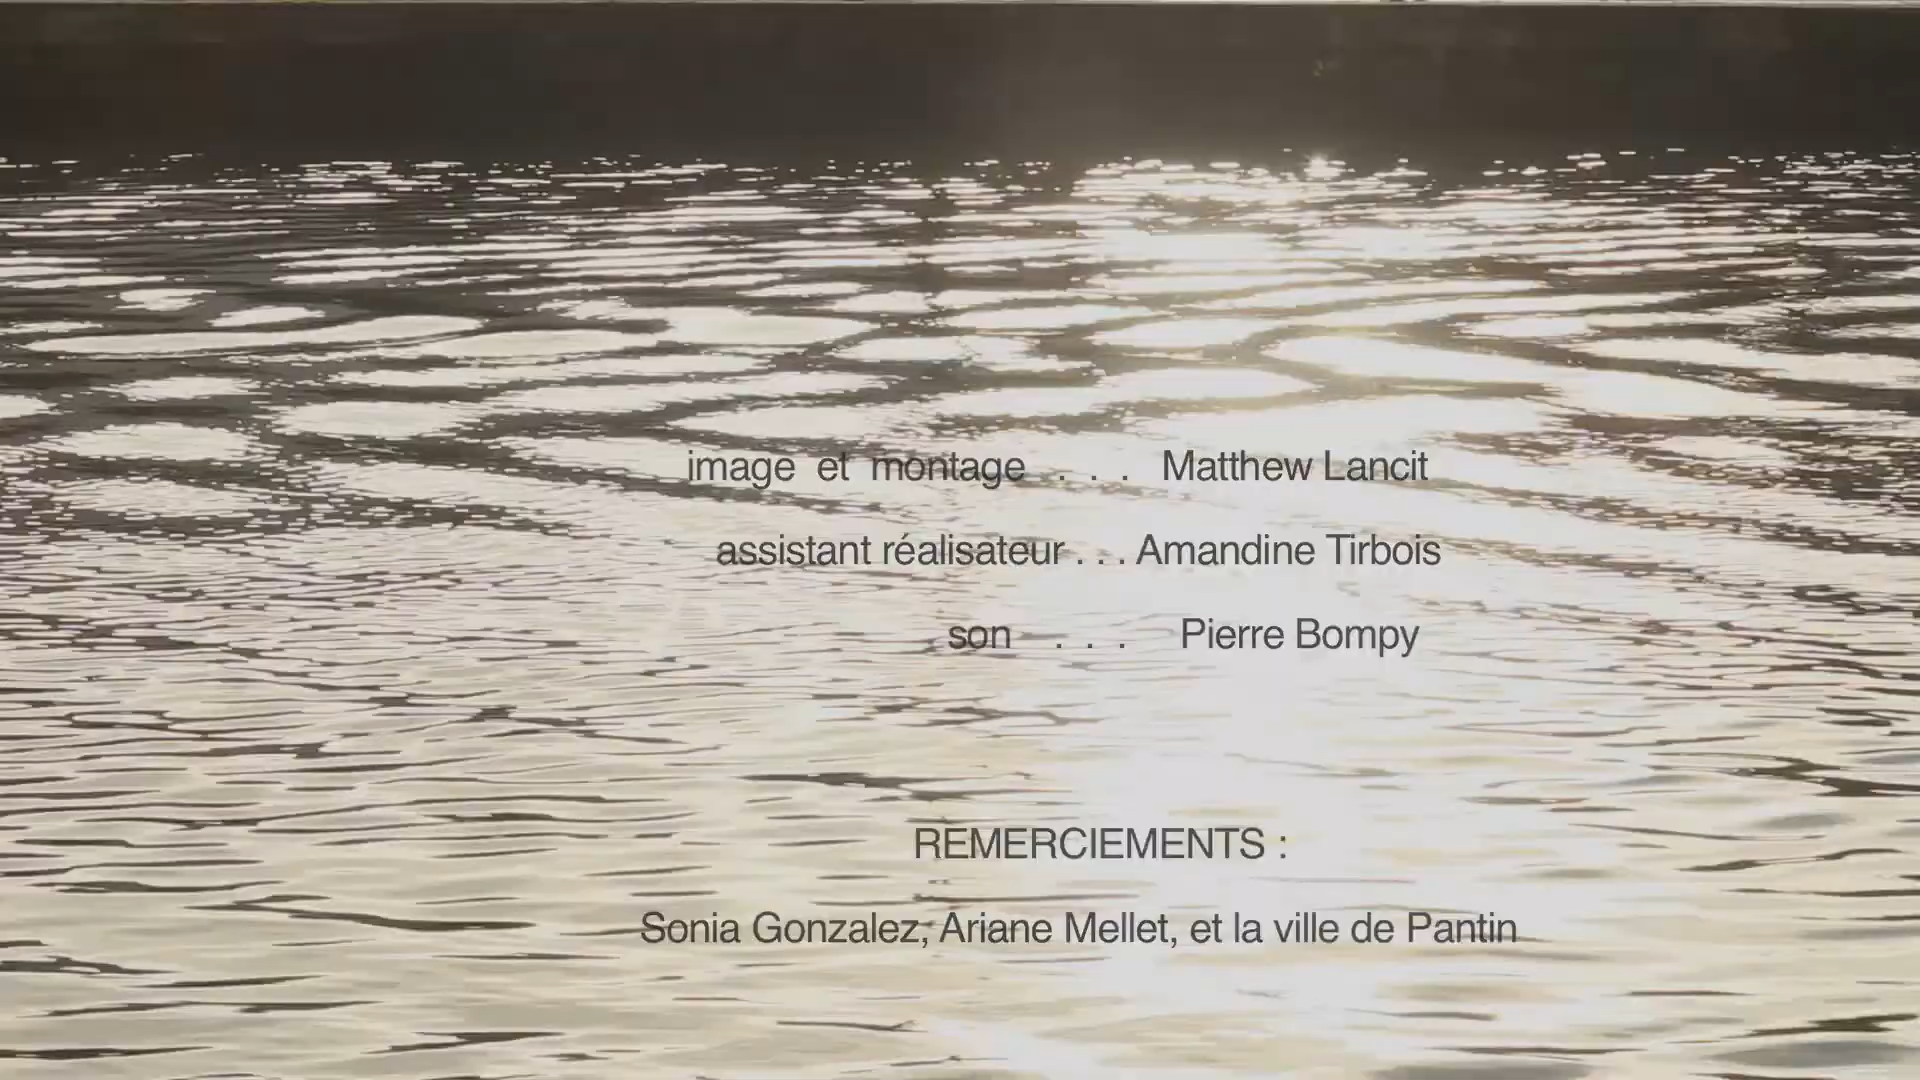 image et montage . . . Matthew Lancit
assistant réalisateur . . . Amandine Tirbois
son . . . Pierre Bompy
REMERCIEMENTS :
Sonia Gonzalez, Ariane Mellet, et la ville de Pantin